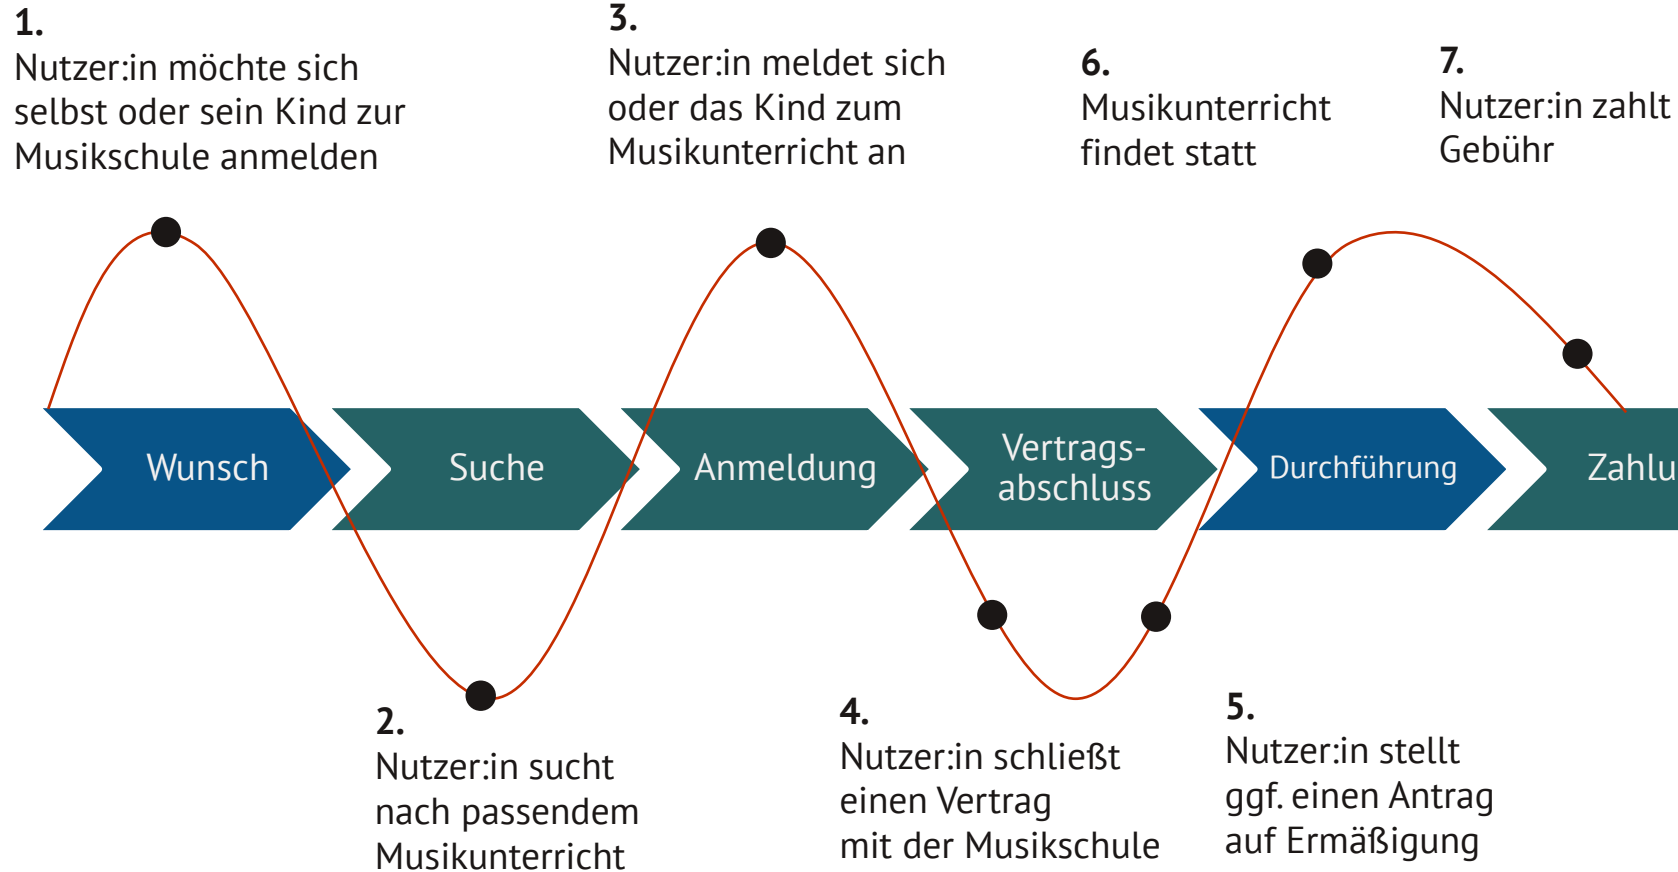 1.
Nutzer:in möchte sich
selbst oder sein Kind zur
Musikschule anmelden
3.
Nutzer:in meldet sich
oder das Kind zum
Musikunterricht an
6.
Musikunterricht
findet statt
7.
Nutzer:in zahlt
Gebühr
Wunsch
Suche
Anmeldung
Vertrags-
abschluss
Durchführung
Zahlu
2.
Nutzer:in sucht
nach passendem
Musikunterricht
4.
Nutzer:in schließt
einen Vertrag
mit der Musikschule
5.
Nutzer:in stellt
ggf. einen Antrag
auf Ermäßigung